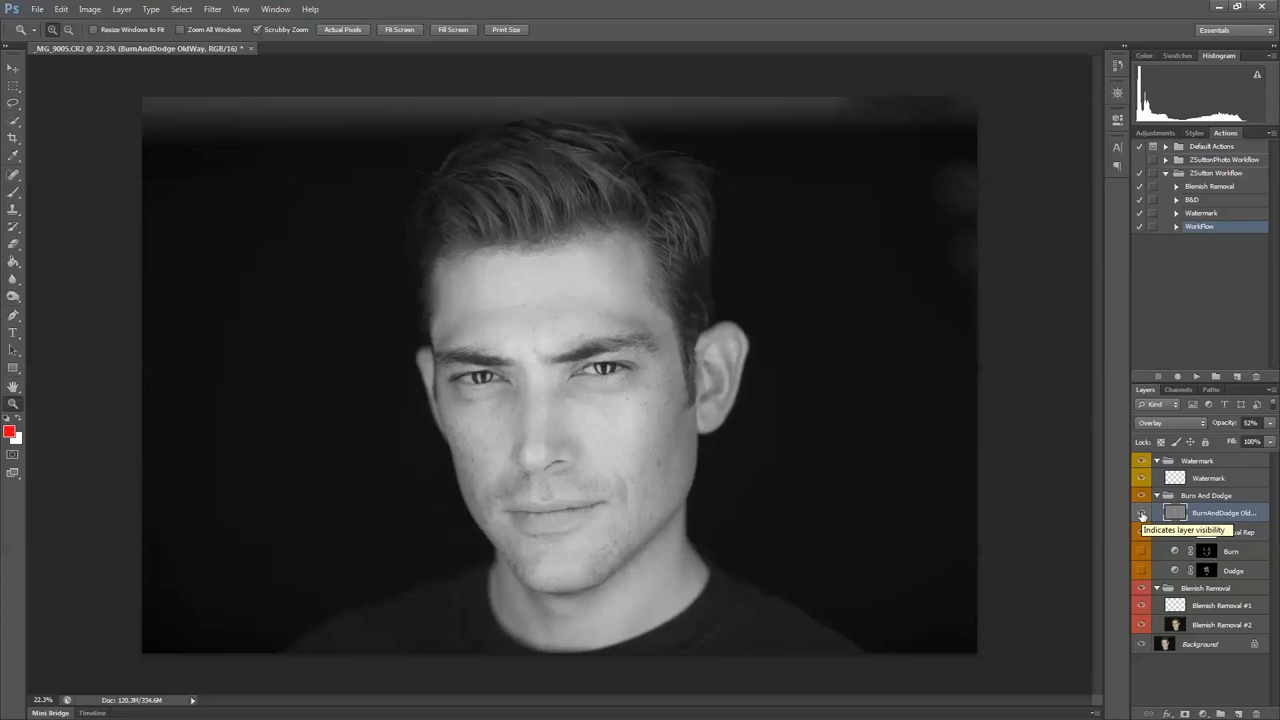 Ps File Edit Image Layer Type Select Filter View Window Help
Resize Windows to Fit Zoom All Windows Scrubby Zoom Actual Pixels Fit Screen Fill Screen Print Size Essentials
_MG_9005.CR2 @ 22.3% (BurnAndDodge OldWay, RGB/16) * ×
Color Swatches Histogram
Adjustments Styles Actions
Default Actions
ZSuttonPhoto Workflow
ZSutton Workflow
Blemish Removal
B&D
Watermark
WorkFlow
Layers Channels Paths
Kind
Overlay Opacity: 52%
Lock: Fill: 100%
Watermark
Watermark
Burn And Dodge
BurnAndDodge Old...
Indicates layer visibility
Rep
Burn
Dodge
Blemish Removal
Blemish Removal #1
Blemish Removal #2
Background
22.3% Doc: 120.3M/334.6M
Mini Bridge Timeline